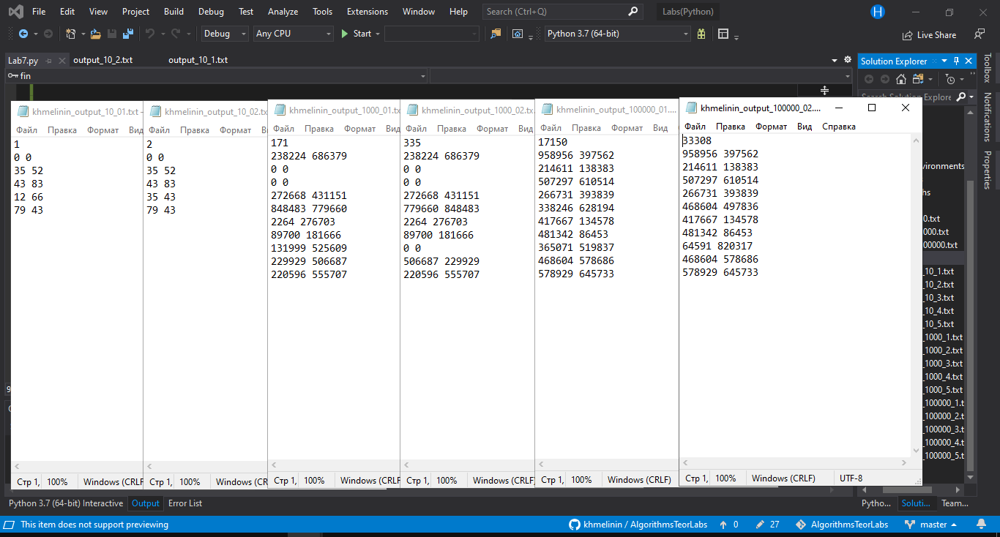 File Edit View Project Build Debug Test Analyze Tools Extensions Window Help Search (Ctrl+Q) Labs(Python) H
Debug Any CPU Start Python 3.7 (64-bit) Live Share
Lab7.py output_10_2.txt output_10_1.txt
fin
Solution Explorer
Search Solution Explore
Toolbox
Notifications
Properties
khmelinin_output_10_01.txt -
Файл Правка Формат Вид
1
0 0
35 52
43 83
12 66
79 43
Стр 1, 100% Windows (CRLF
khmelinin_output_10_02.tx
Файл Правка Формат Вид
2
0 0
35 52
43 83
35 43
79 43
Стр 1, 100% Windows (CR
khmelinin_output_1000_01.tx
Файл Правка Формат Вид
171
238224 686379
0 0
0 0
272668 431151
848483 779660
2264 276703
89700 181666
131999 525609
229929 506687
220596 555707
Стр 1, 100% Windows (CRLF
khmelinin_output_1000_02.tx
Файл Правка Формат Вид
335
238224 686379
0 0
0 0
272668 431151
779660 848483
2264 276703
89700 181666
0 0
506687 229929
220596 555707
Стр 1, 100% Windows (CRLF
khmelinin_output_100000_01....
Файл Правка Формат Вид
17150
958956 397562
214611 138383
507297 610514
266731 393839
338246 628194
417667 134578
481342 86453
365071 519837
468604 578686
578929 645733
Стр 1, 100% Windows (CRLF)
khmelinin_output_100000_02....
Файл Правка Формат Вид Справка
33308
958956 397562
214611 138383
507297 610514
266731 393839
468604 497836
417667 134578
481342 86453
64591 820317
468604 578686
578929 645733
Стр 1, 100% Windows (CRLF) UTF-8
vironments
hs
0.txt
000.txt
00000.txt
_10_1.txt
_10_2.txt
_10_3.txt
_10_4.txt
_10_5.txt
_1000_1.txt
_1000_2.txt
_1000_3.txt
_1000_4.txt
_1000_5.txt
_100000_1.t
_100000_2.t
_100000_3.t
_100000_4.t
_100000_5.t
Python 3.7 (64-bit) Interactive Output Error List Pytho... Soluti... Team...
This item does not support previewing khmelinin / AlgorithmsTeorLabs 0 27 AlgorithmsTeorLabs master